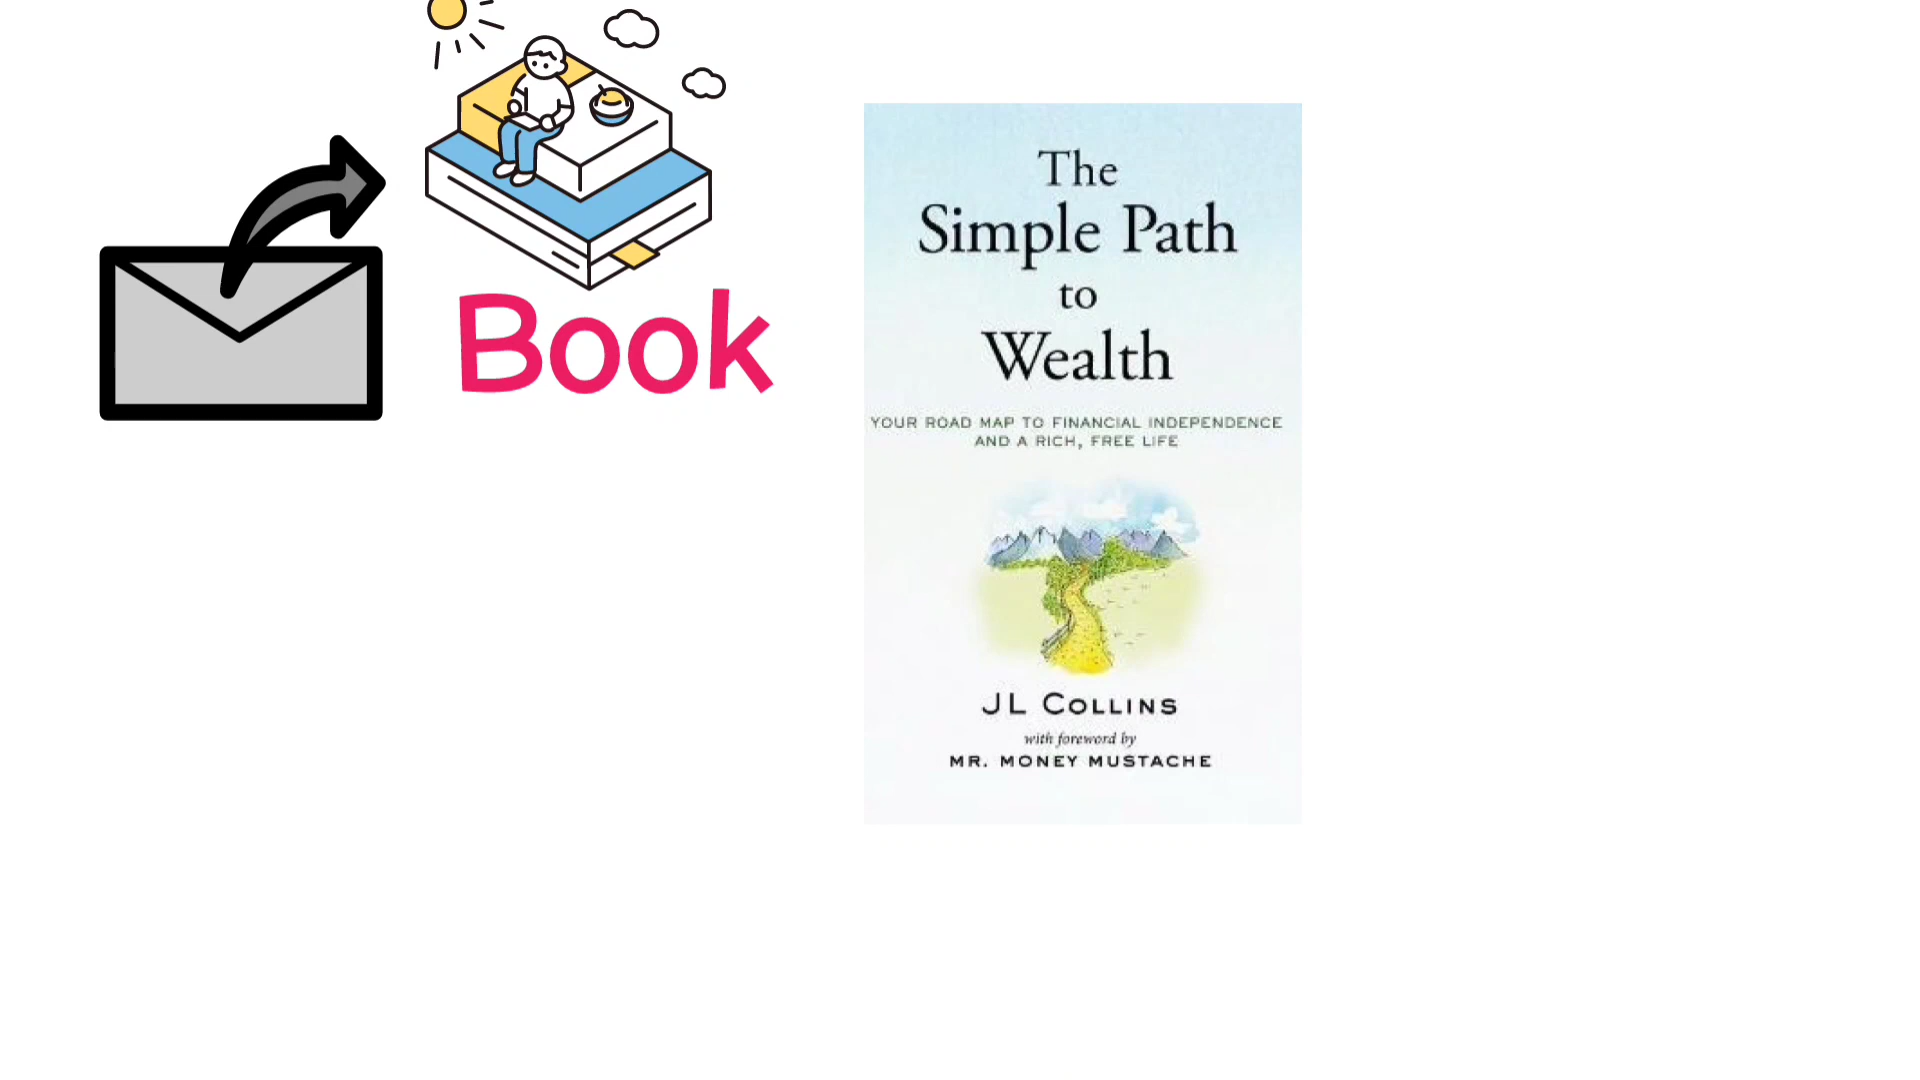 Book
The
Simple Path
to
Wealth
YOUR ROAD MAP TO FINANCIAL INDEPENDENCE
AND A RICH, FREE LIFE
JL COLLINS
with foreword by
MR. MONEY MUSTACHE